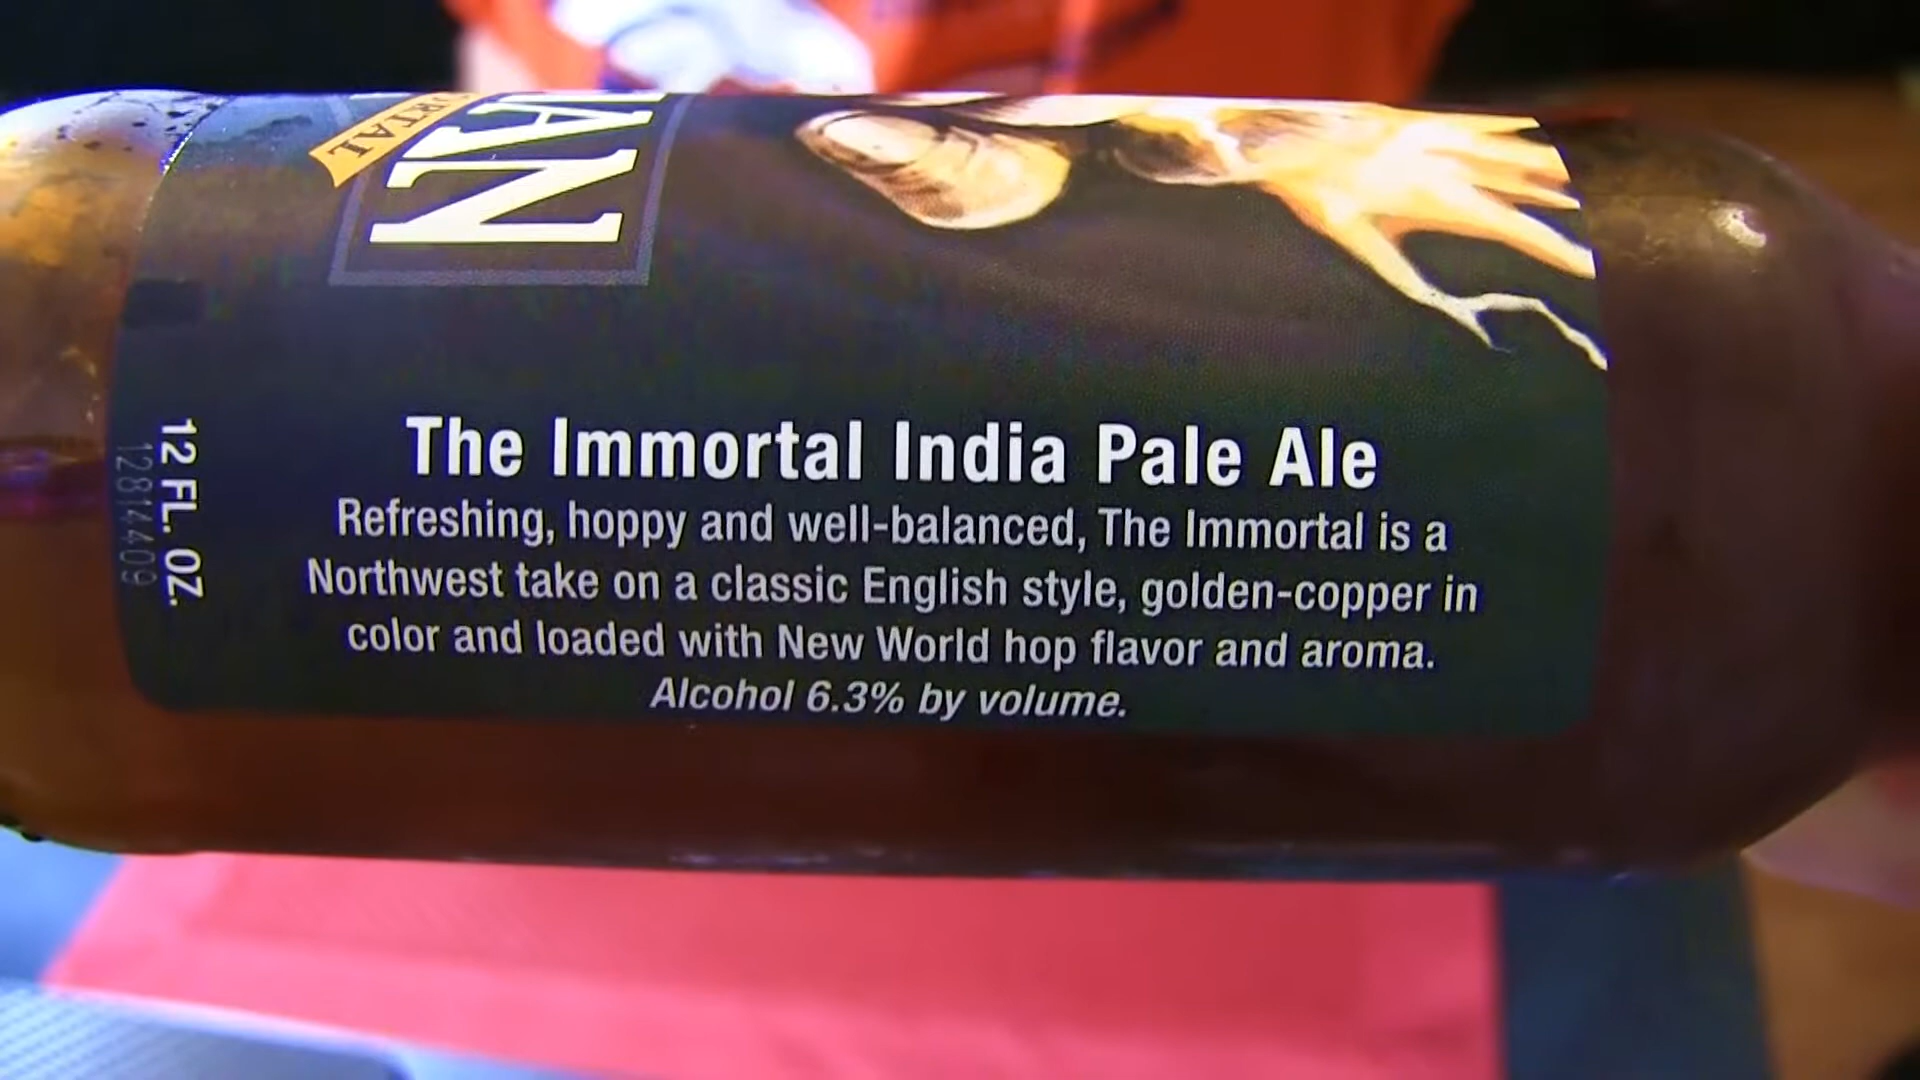 RTAL
AN
The Immortal India Pale Ale
Refreshing, hoppy and well-balanced, The Immortal is a
Northwest take on a classic English style, golden-copper in
color and loaded with New World hop flavor and aroma.
Alcohol 6.3% by volume.
12 FL. OZ.
12814409